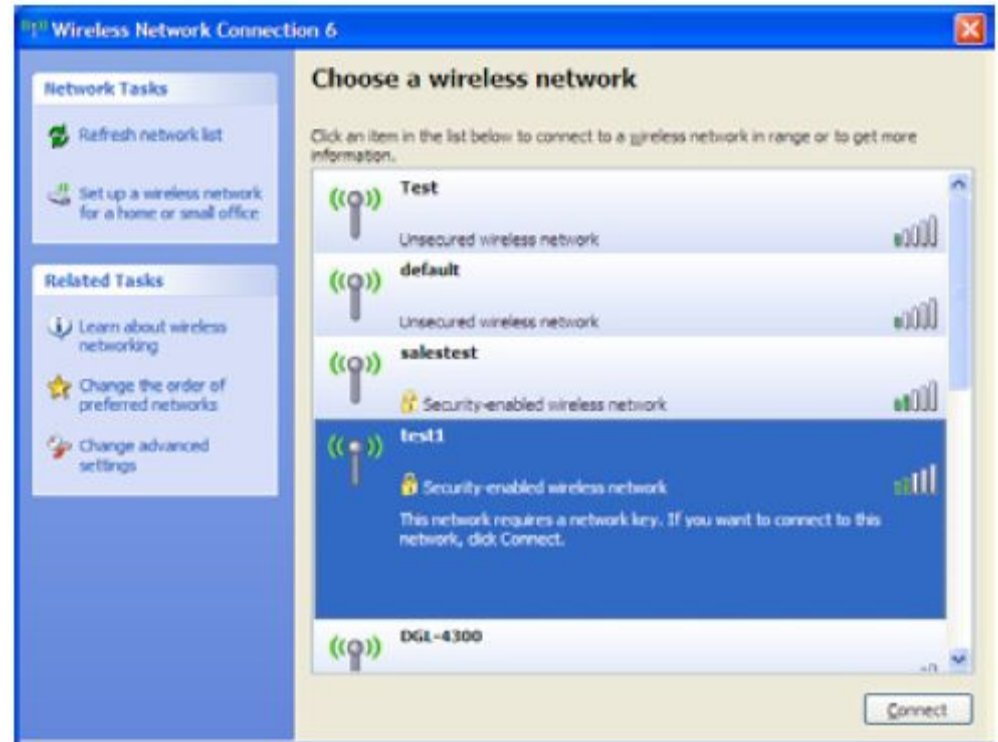 Wireless Network Connection 6
Network Tasks
Refresh network list
Set up a wireless network
for a home or small office
Related Tasks
Learn about wireless
networking
Change the order of
preferred networks
Change advanced
settings
Choose a wireless network
Click an item in the list below to connect to a wireless network in range or to get more
information.
Test
Unsecured wireless network
default
Unsecured wireless network
salestest
Security-enabled wireless network
test1
Security-enabled wireless network
This network requires a network key. If you want to connect to this
network, click Connect.
DGL-4300
Connect